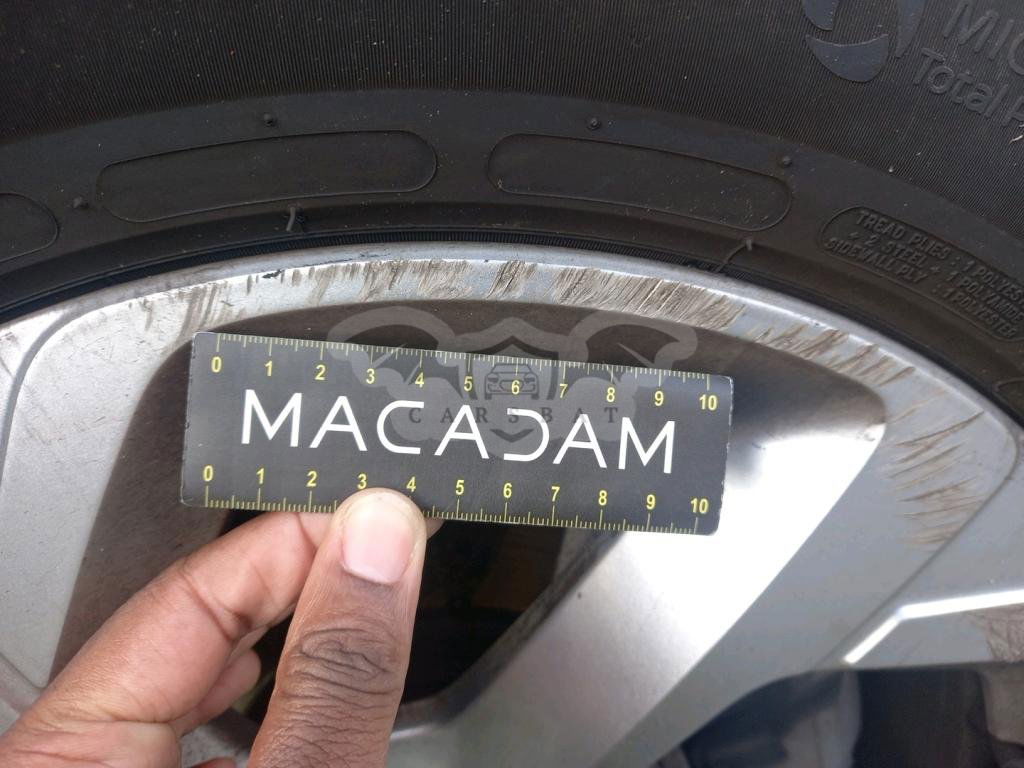 MIC
Total P
TREAD PLIES : 1 POLYEST
+ 2 STEEL + 1 POLYAMIDE
SIDEWALL PLY : 1 POLYESTER
0 1 2 3 4 5 6 7 8 9 10
MACADAM
CARSBAT
0 1 2 3 4 5 6 7 8 9 10